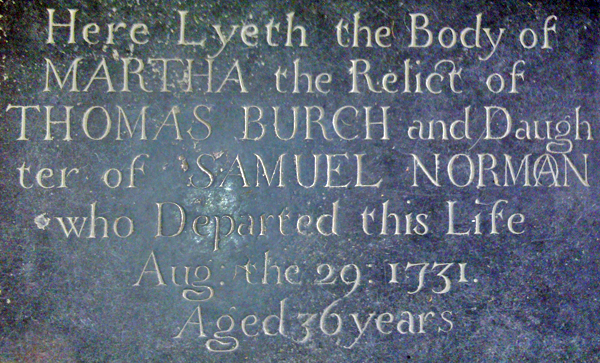 Here Lyeth the Body of
MARTHA the Relict of
THOMAS BURCH and Daugh
ter of SAMUEL NORMAN
who Departed this Life
Aug: the 29: 1731.
Aged 36 years